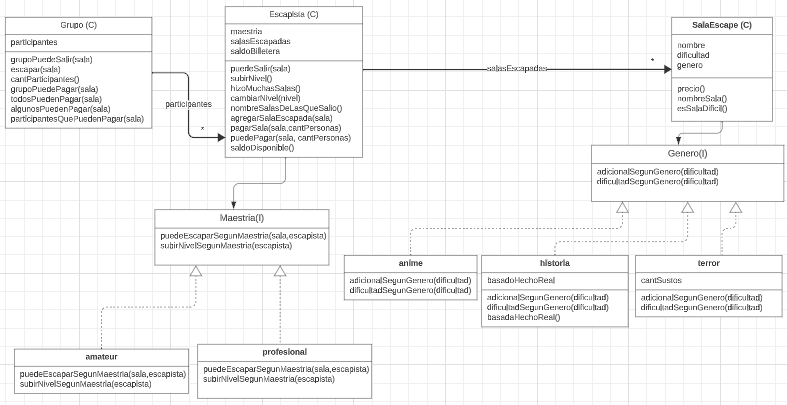 Grupo (C)
participantes
grupoPuedeSalir(sala)
escapar(sala)
cantParticipantes()
grupoPuedePagar(sala)
todosPuedenPagar(sala)
algunosPuedenPagar(sala)
participantesQuePuedenPagar(sala)
participantes
*
Escapista (C)
maestria
salasEscapadas
saldoBilletera
puedeSalir(sala)
subirNivel()
hizoMuchasSalas()
cambiarNivel(nivel)
nombreSalasDeLasQueSalio()
agregarSalaEscapada(sala)
pagarSala(sala,cantPersonas)
puedePagar(sala, cantPersonas)
saldoDisponible()
salasEscapadas
*
SalaEscape (C)
nombre
dificultad
genero
precio()
nombreSala()
esSalaDificil()
Genero(I)
adicionalSegunGenero(dificultad)
dificultadSegunGenero(dificultad)
Maestria(I)
puedeEscaparSegunMaestria(sala,escapista)
subirNivelSegunMaestria(escapista)
anime
adicionalSegunGenero(dificultad)
dificultadSegunGenero(dificultad)
historia
basadoHechoReal
adicionalSegunGenero(dificultad)
dificultadSegunGenero(dificultad)
basadaHechoReal()
terror
cantSustos
adicionalSegunGenero(dificultad)
dificultadSegunGenero(dificultad)
amateur
puedeEscaparSegunMaestria(sala,escapista)
subirNivelSegunMaestria(escapista)
profesional
puedeEscaparSegunMaestria(sala,escapista)
subirNivelSegunMaestria(escapista)